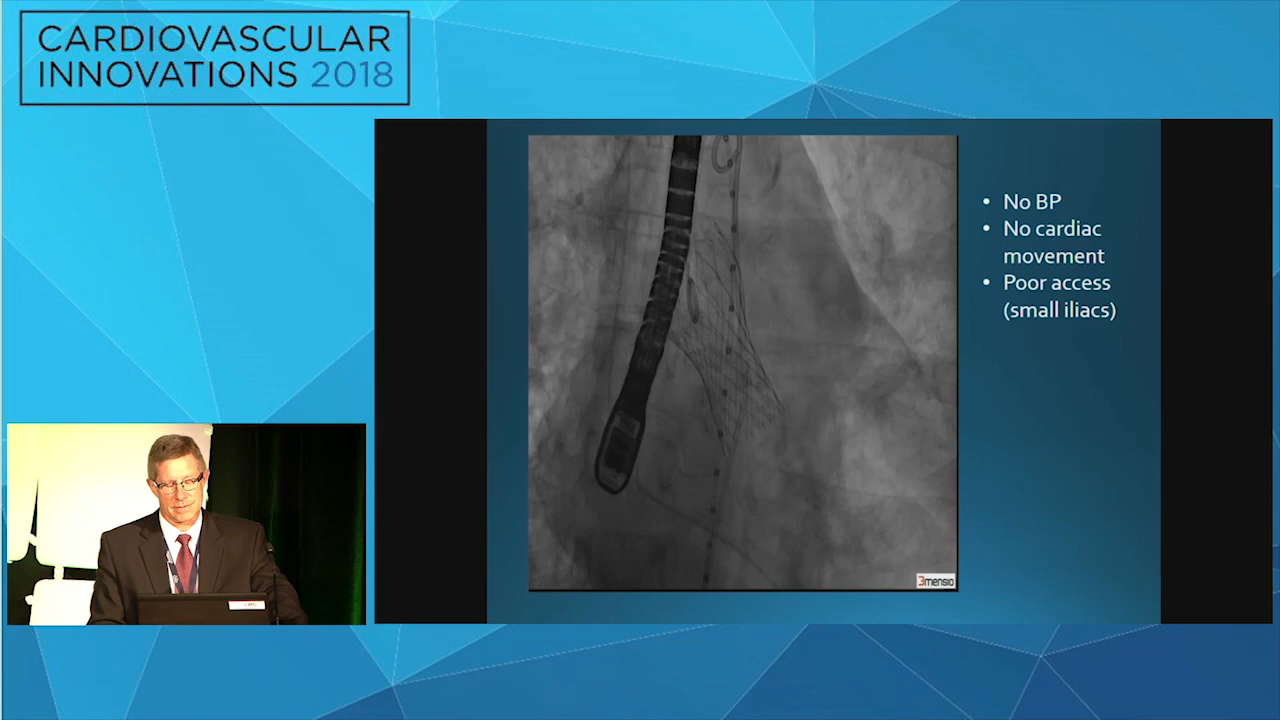 CARDIOVASCULAR
INNOVATIONS 2018
• No BP
• No cardiac
movement
• Poor access
(small iliacs)
3mensio